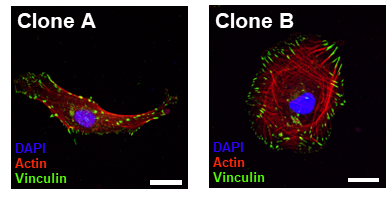 Clone A
DAPI
Actin
Vinculin
Clone B
DAPI
Actin
Vinculin